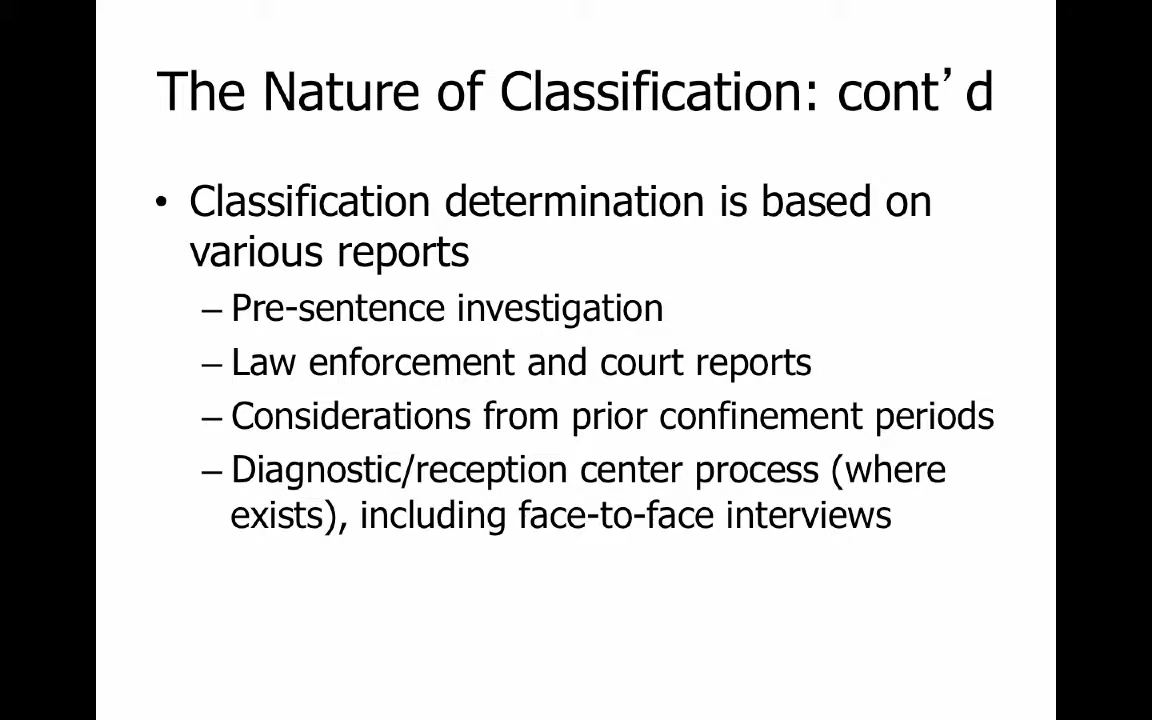 The Nature of Classification: cont’d
• Classification determination is based on
various reports
– Pre-sentence investigation
– Law enforcement and court reports
– Considerations from prior confinement periods
– Diagnostic/reception center process (where
exists), including face-to-face interviews